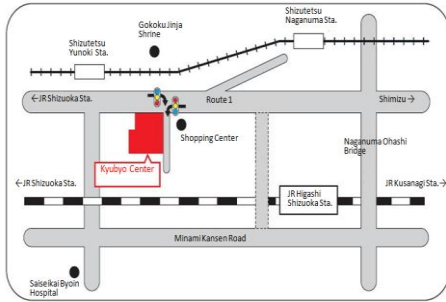 Shizutetsu
Naganuma Sta.
Gokoku Jinja
Shrine
Shizutetsu
Yunoki Sta.
←JR Shizuoka Sta.
Route 1
Shimizu
Shopping Center
Naganuma Ohashi
Bridge
Kyubyo Center
←JR Shizuoka Sta.
JR Kusanagi Sta.→
JR Higashi
Shizuoka Sta.
Minami Kansen Road
Saiseikai Byoin
Hospital